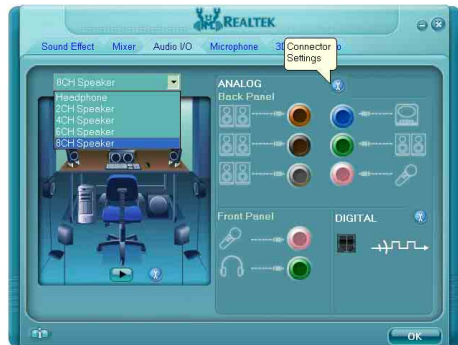 REALTEK
Sound Effect Mixer Audio I/O Microphone 3D
Connector
Settings
8CH Speaker
Headphone
2CH Speaker
4CH Speaker
6CH Speaker
8CH Speaker
ANALOG
Back Panel
Front Panel
DIGITAL
OK